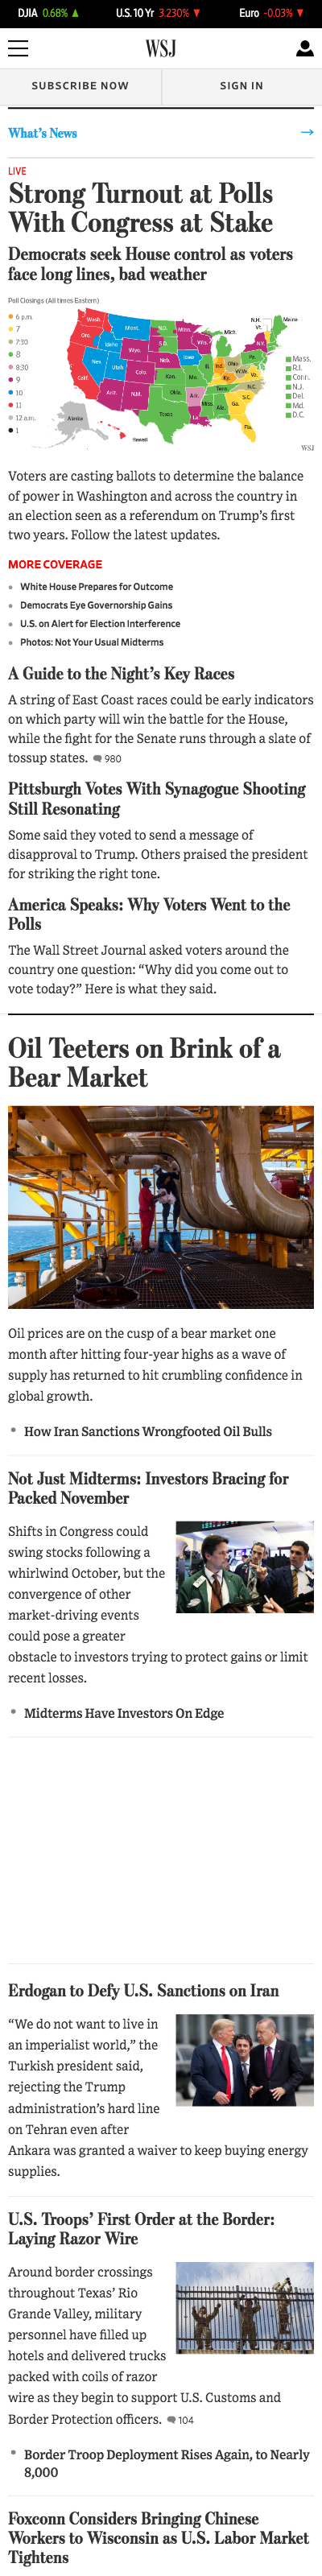 DJIA 0.68% ▲ U.S. 10 Yr 3.230% ▼ Euro -0.03% ▼
WSJ
SUBSCRIBE NOW SIGN IN
What's News →
LIVE
Strong Turnout at Polls
With Congress at Stake
Democrats seek House control as voters
face long lines, bad weather
Poll Closings (All times Eastern)
6 p.m.
7
7:30
8
8:30
9
10
11
12 a.m.
1
Wash.
Ore.
Calif.
Nev.
Idaho
Utah
Ariz.
Mont.
Wyo.
Colo.
N.M.
N.D.
S.D.
Neb.
Kan.
Okla.
Texas
Minn.
Iowa
Mo.
Ark.
La.
Wis.
Ill.
Miss.
Mich.
Ind.
Ohio
Ky.
Tenn.
Ala.
Ga.
Fla.
S.C.
N.C.
Va.
W.Va.
Pa.
N.Y.
Vt.
N.H.
Maine
Mass.
R.I.
Conn.
N.J.
Del.
Md.
D.C.
Alaska
Hawaii
WSJ
Voters are casting ballots to determine the balance
of power in Washington and across the country in
an election seen as a referendum on Trump's first
two years. Follow the latest updates.
MORE COVERAGE
White House Prepares for Outcome
Democrats Eye Governorship Gains
U.S. on Alert for Election Interference
Photos: Not Your Usual Midterms
A Guide to the Night's Key Races
A string of East Coast races could be early indicators
on which party will win the battle for the House,
while the fight for the Senate runs through a slate of
tossup states. 980
Pittsburgh Votes With Synagogue Shooting
Still Resonating
Some said they voted to send a message of
disapproval to Trump. Others praised the president
for striking the right tone.
America Speaks: Why Voters Went to the
Polls
The Wall Street Journal asked voters around the
country one question: “Why did you come out to
vote today?” Here is what they said.
Oil Teeters on Brink of a
Bear Market
Oil prices are on the cusp of a bear market one
month after hitting four-year highs as a wave of
supply has returned to hit crumbling confidence in
global growth.
How Iran Sanctions Wrongfooted Oil Bulls
Not Just Midterms: Investors Bracing for
Packed November
Shifts in Congress could
swing stocks following a
whirlwind October, but the
convergence of other
market-driving events
could pose a greater
obstacle to investors trying to protect gains or limit
recent losses.
Midterms Have Investors On Edge
Erdogan to Defy U.S. Sanctions on Iran
“We do not want to live in
an imperialist world,” the
Turkish president said,
rejecting the Trump
administration's hard line
on Tehran even after
Ankara was granted a waiver to keep buying energy
supplies.
U.S. Troops' First Order at the Border:
Laying Razor Wire
Around border crossings
throughout Texas' Rio
Grande Valley, military
personnel have filled up
hotels and delivered trucks
packed with coils of razor
wire as they begin to support U.S. Customs and
Border Protection officers. 104
Border Troop Deployment Rises Again, to Nearly
8,000
Foxconn Considers Bringing Chinese
Workers to Wisconsin as U.S. Labor Market
Tightens